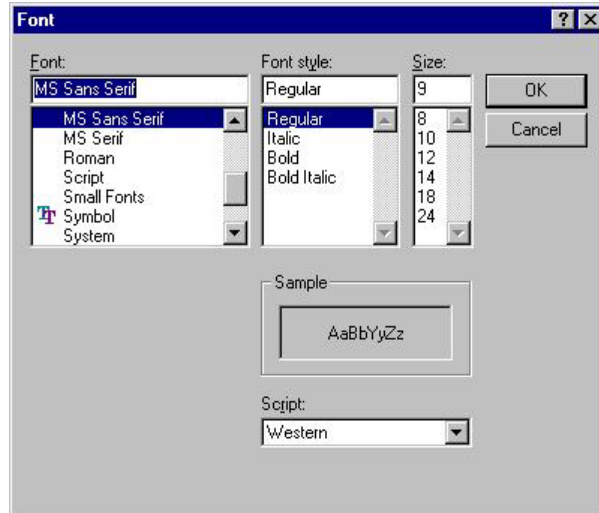 Font
? ×
Font:
MS Sans Serif
MS Sans Serif
MS Serif
Roman
Script
Small Fonts
Symbol
System
Font style:
Regular
Regular
Italic
Bold
Bold Italic
Size:
9
8
10
12
14
18
24
OK
Cancel
Sample
AaBbYyZz
Script:
Western